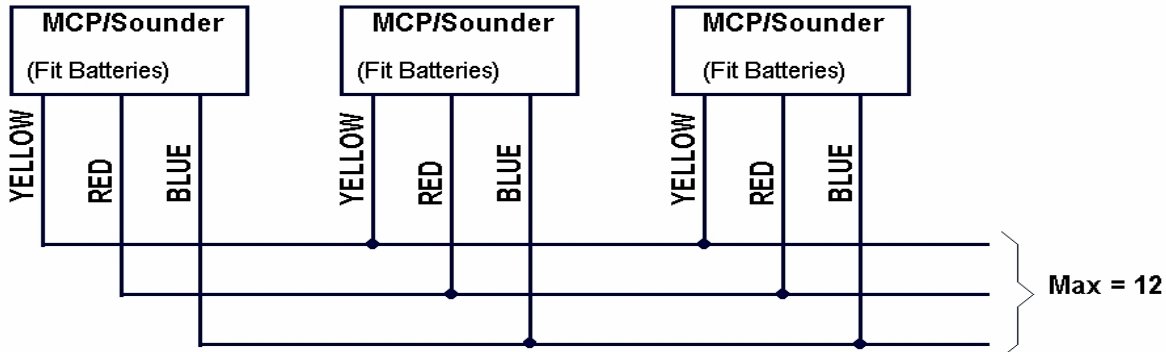 MCP/Sounder
(Fit Batteries)
YELLOW
RED
BLUE
MCP/Sounder
(Fit Batteries)
YELLOW
RED
BLUE
MCP/Sounder
(Fit Batteries)
YELLOW
RED
BLUE
Max = 12